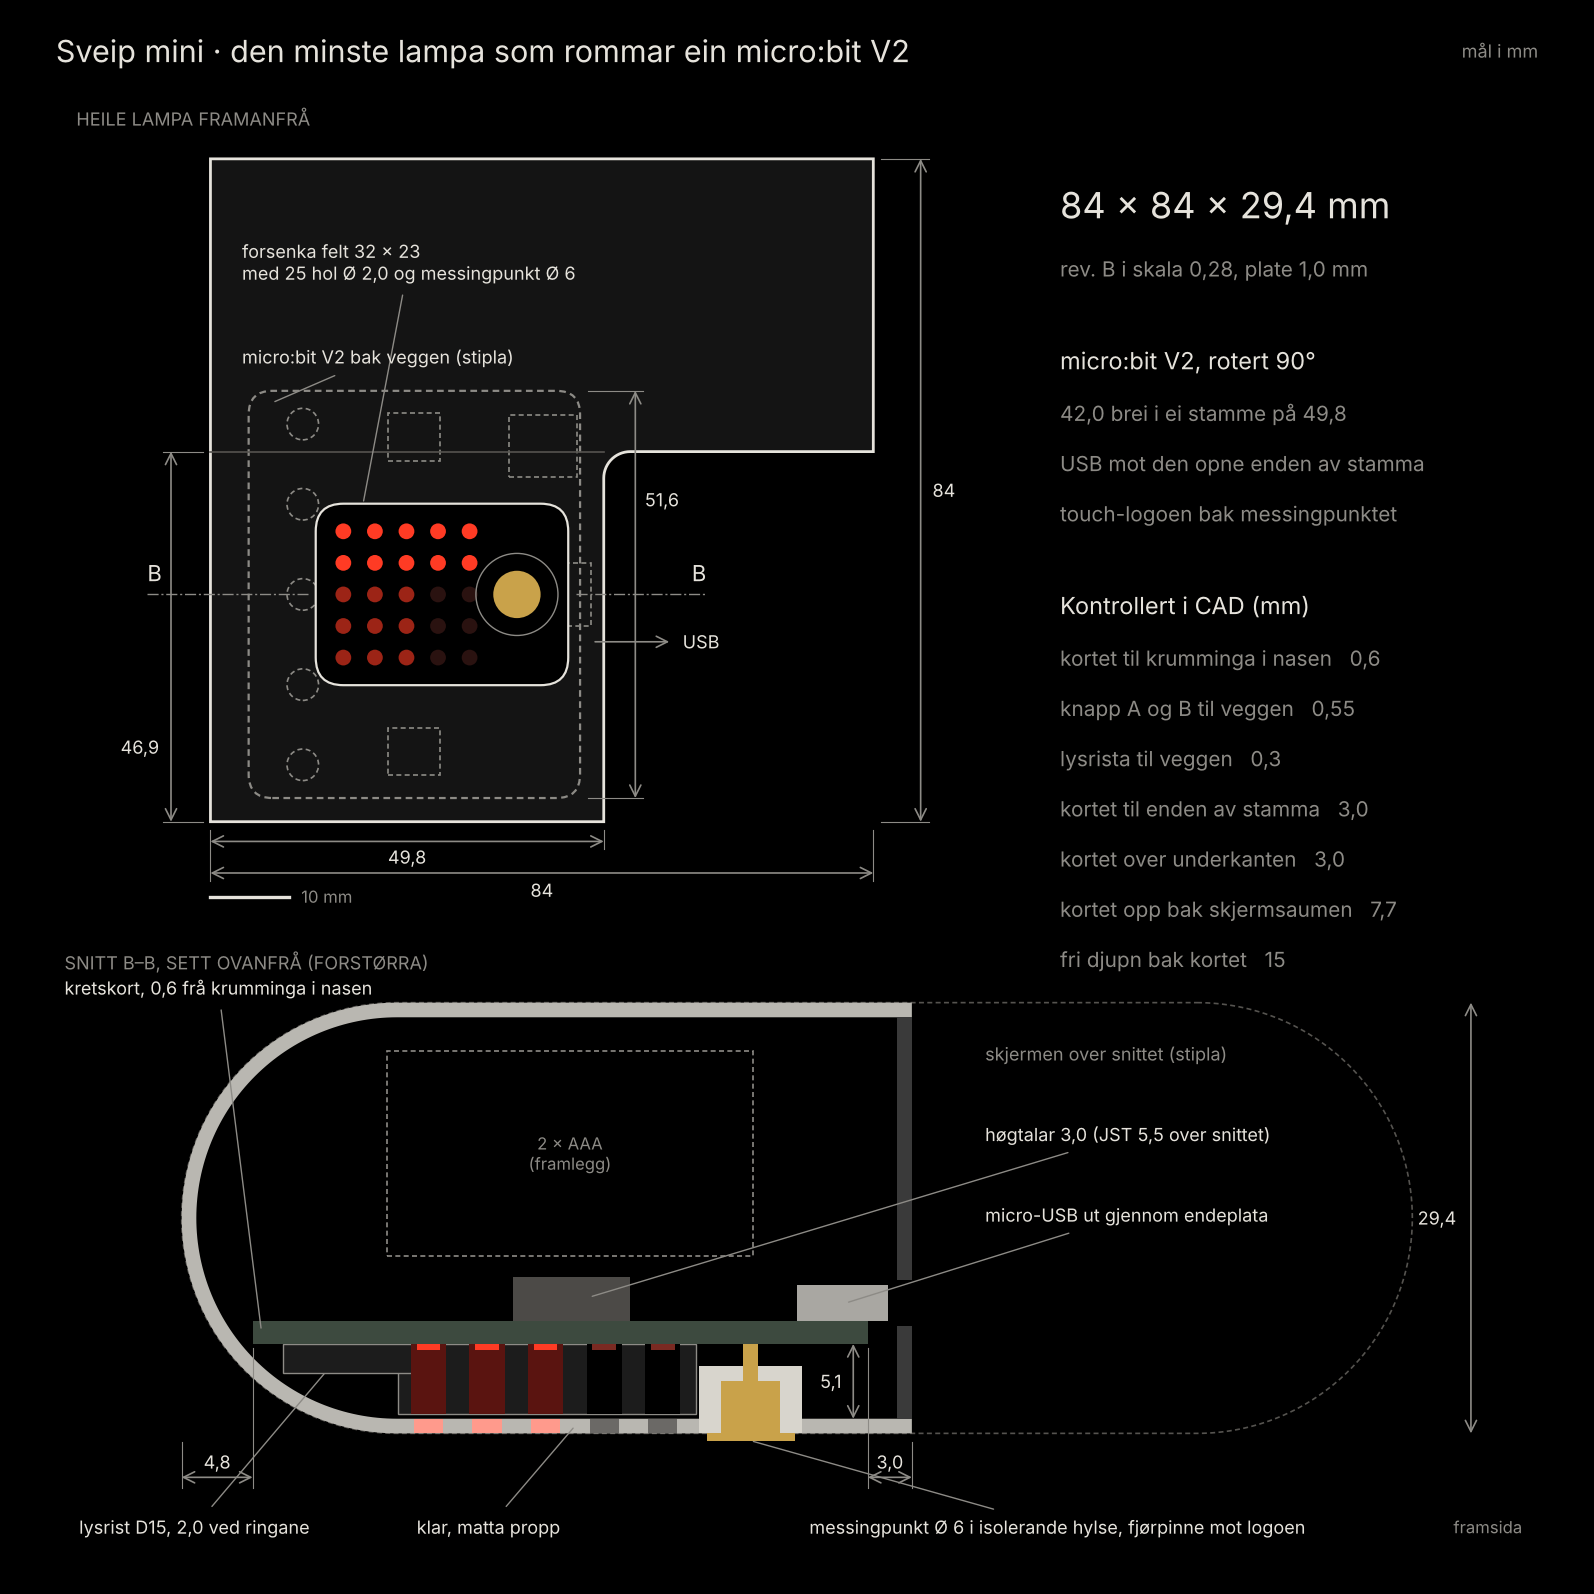 Sveip mini · den minste lampa som rommar ein micro:bit V2
mål i mm
HEILE LAMPA FRAMANFRÅ
84 × 84 × 29,4 mm
rev. B i skala 0,28, plate 1,0 mm
forsenka felt 32 × 23
med 25 hol Ø 2,0 og messingpunkt Ø 6
micro:bit V2 bak veggen (stipla)
micro:bit V2, rotert 90°
42,0 brei i ei stamme på 49,8
USB mot den opne enden av stamma
touch-logoen bak messingpunktet
51,6
84
B
B
USB
46,9
49,8
84
10 mm
Kontrollert i CAD (mm)
kortet til krumminga i nasen 0,6
knapp A og B til veggen 0,55
lysrista til veggen 0,3
kortet til enden av stamma 3,0
kortet over underkanten 3,0
kortet opp bak skjermsaumen 7,7
fri djupn bak kortet 15
SNITT B–B, SETT OVANFRÅ (FORSTØRRA)
kretskort, 0,6 frå krumminga i nasen
skjermen over snittet (stipla)
høgtalar 3,0 (JST 5,5 over snittet)
2 × AAA
(framlegg)
micro-USB ut gjennom endeplata
29,4
5,1
4,8
3,0
lysrist D15, 2,0 ved ringane
klar, matta propp
messingpunkt Ø 6 i isolerande hylse, fjørpinne mot logoen
framsida